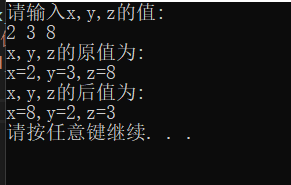 请输入x,y,z的值:
2 3 8
x,y,z的原值为:
x=2,y=3,z=8
x,y,z的后值为:
x=8,y=2,z=3
请按任意键继续. . .